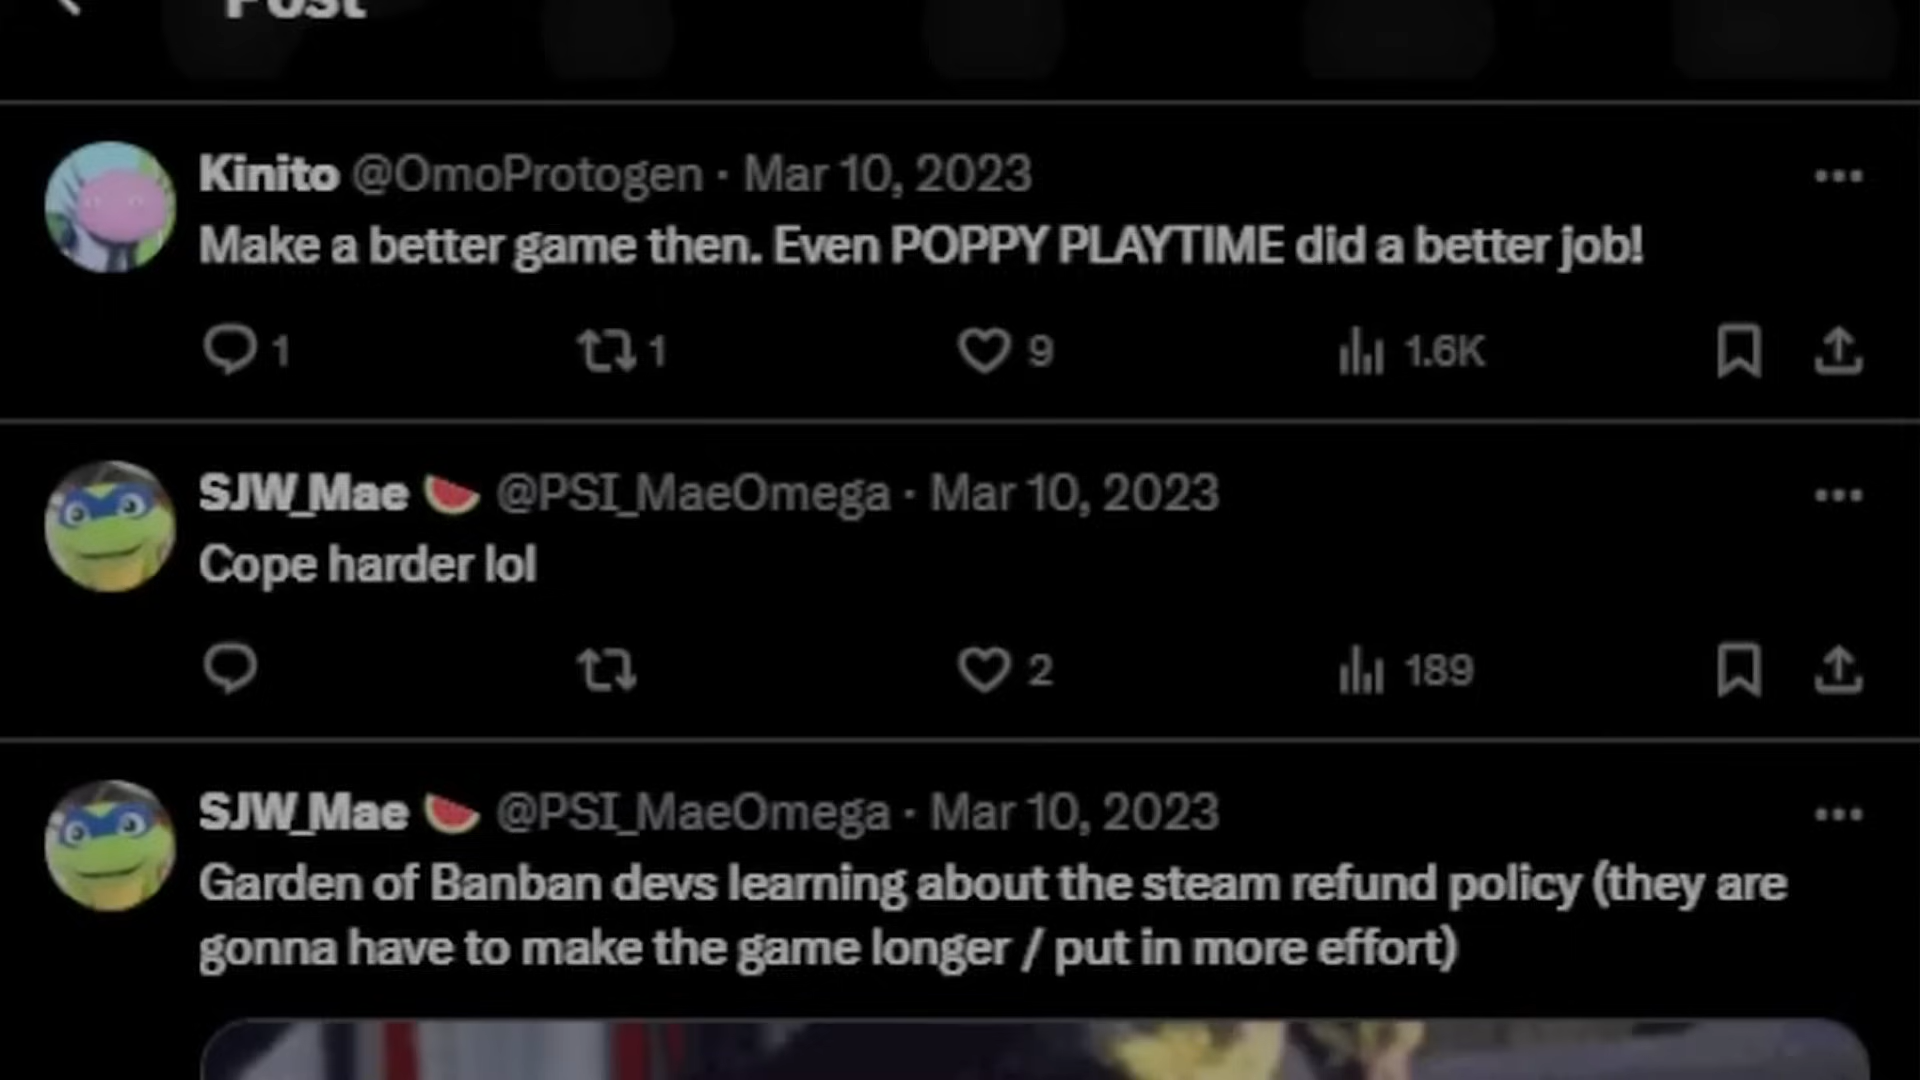 Post
Kinito @OmoProtogen · Mar 10, 2023
Make a better game then. Even POPPY PLAYTIME did a better job!
1 1 9 1.6K
SJW_Mae 🍉 @PSI_MaeOmega · Mar 10, 2023
Cope harder lol
2 189
SJW_Mae 🍉 @PSI_MaeOmega · Mar 10, 2023
Garden of Banban devs learning about the steam refund policy (they are
gonna have to make the game longer / put in more effort)